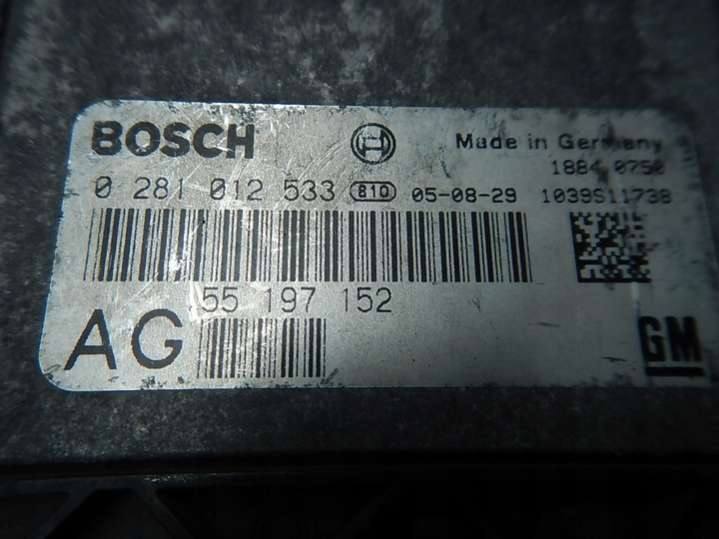 BOSCH Made in Germany
1884 0750
0 281 012 533 B10 05-08-29 1039S11738
55 197 152
AG
GM